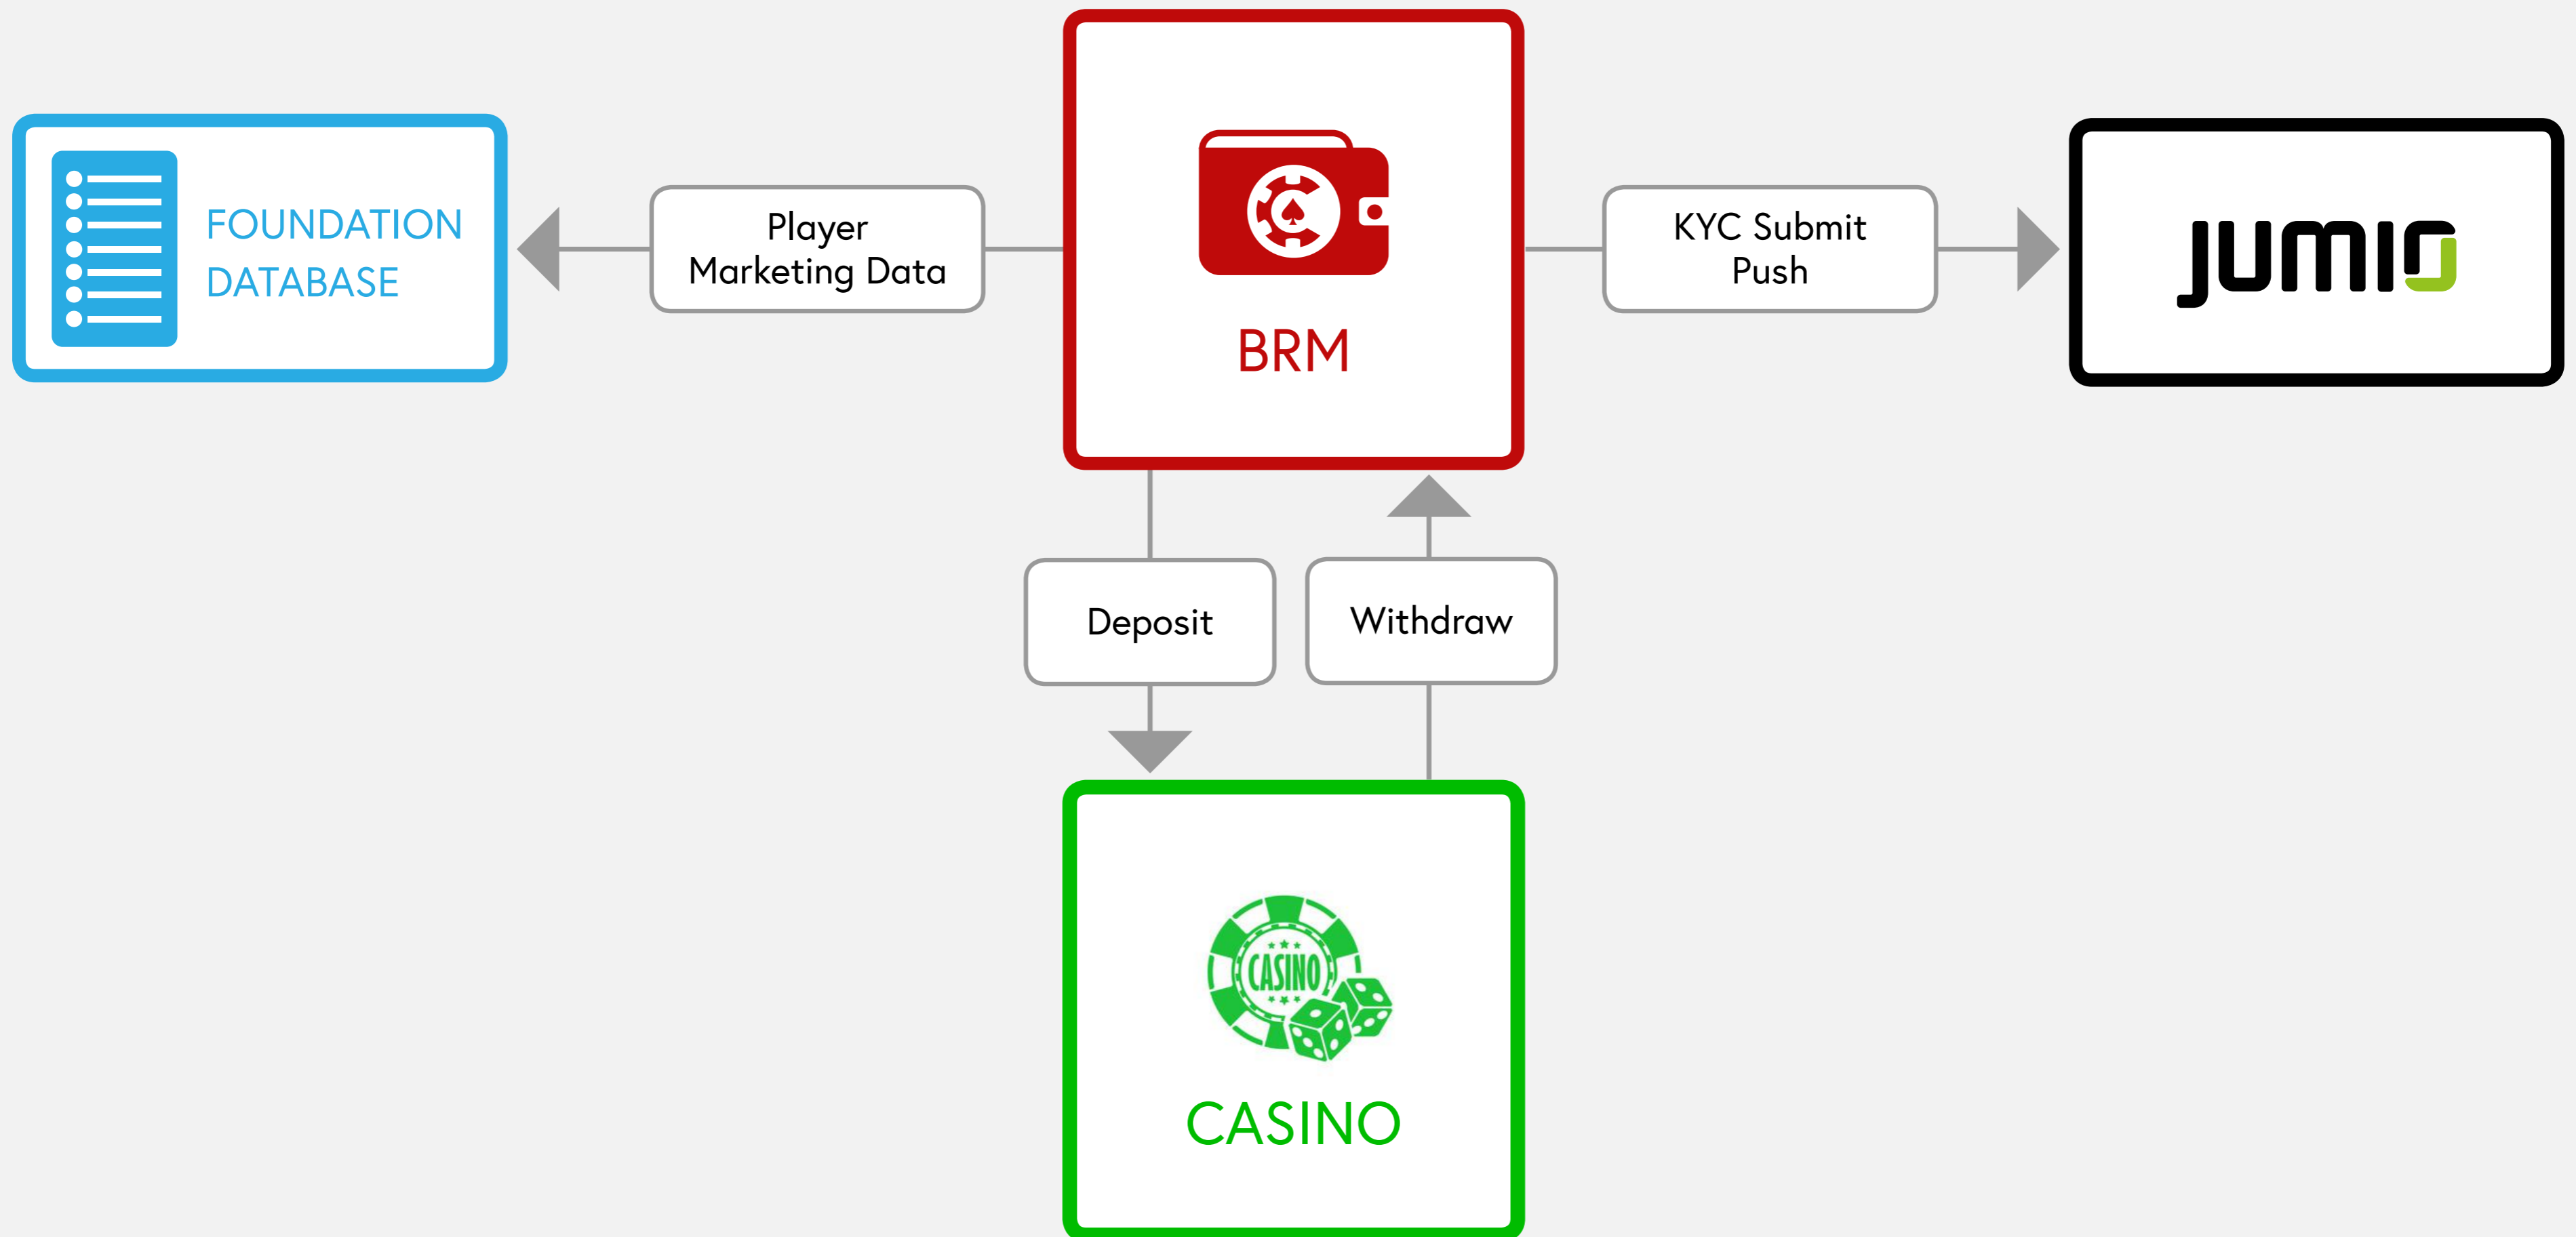 FOUNDATION
DATABASE
Player
Marketing Data
BRM
KYC Submit
Push
jumio
Deposit
Withdraw
CASINO
CASINO